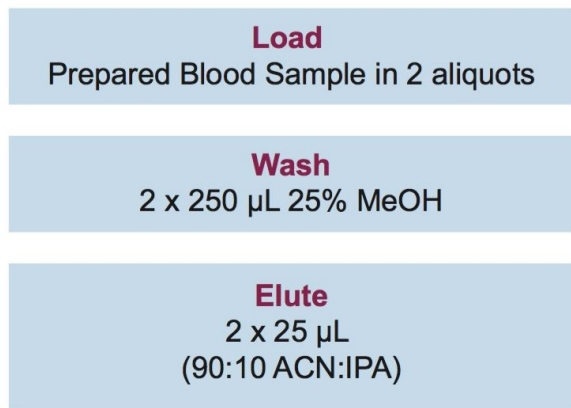 Load
Prepared Blood Sample in 2 aliquots
Wash
2 x 250 µL 25% MeOH
Elute
2 x 25 µL
(90:10 ACN:IPA)